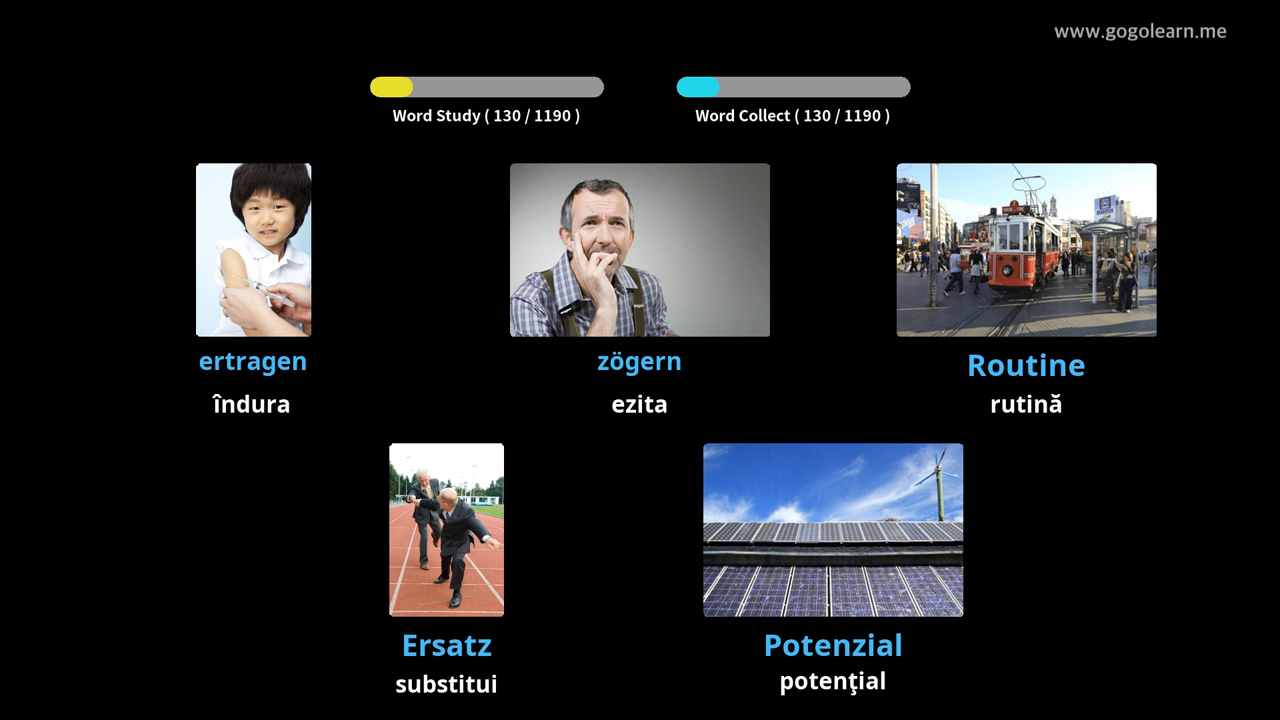 www.gogolearn.me
Word Study ( 130 / 1190 )
Word Collect ( 130 / 1190 )
ertragen
îndura
zögern
ezita
Routine
rutină
Ersatz
substitui
Potenzial
potenţial